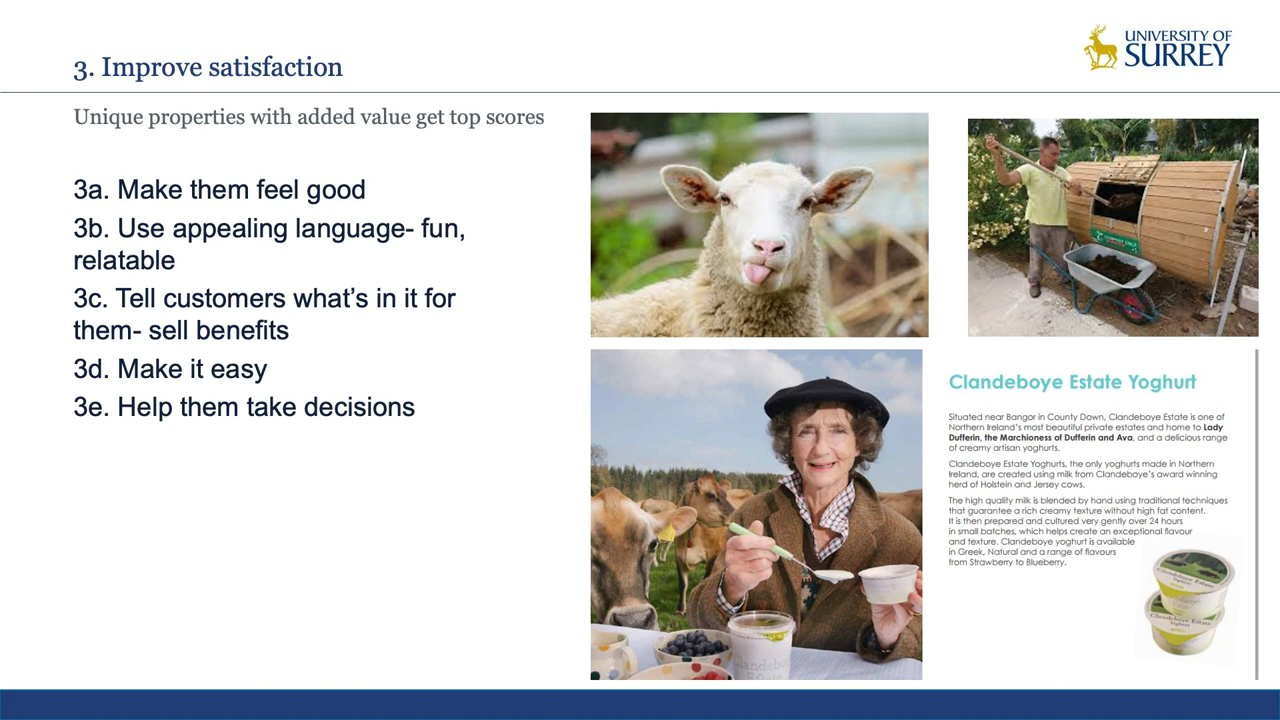 UNIVERSITY OF
SURREY
3. Improve satisfaction
Unique properties with added value get top scores
3a. Make them feel good
3b. Use appealing language- fun,
relatable
3c. Tell customers what’s in it for
them- sell benefits
3d. Make it easy
3e. Help them take decisions
Clandeboye Estate Yoghurt
Situated near Bangor in County Down, Clandeboye Estate is one of
Northern Ireland’s most beautiful private estates and home to Lady
Dufferin, the Marchioness of Dufferin and Ava, and a delicious range
of creamy artisan yoghurts.
Clandeboye Estate Yoghurts, the only yoghurts made in Northern
Ireland, are created using milk from Clandeboye’s award winning
herd of Holstein and Jersey cows.
The high quality milk is blended by hand using traditional techniques
that guarantee a rich creamy texture without high fat content.
It is then prepared and cultured very gently over 24 hours
in small batches, which helps create an exceptional flavour
and texture. Clandeboye yoghurt is available
in Greek, Natural and a range of flavours
from Strawberry to Blueberry.
Clandeboye Estate
Yoghurt
Clandeboye Estate
Yoghurt